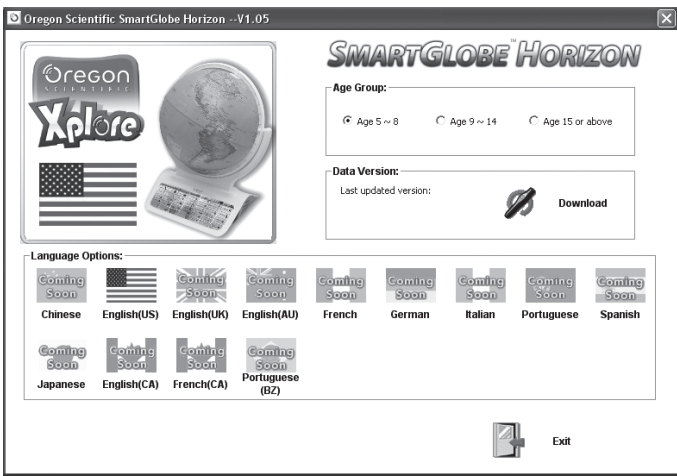 Oregon Scientific SmartGlobe Horizon --V1.05
Oregon
SCIENTIFIC
Xplore
SMARTGLOBE™ HORIZON
Age Group:
Age 5 ~ 8
Age 9 ~ 14
Age 15 or above
Data Version:
Last updated version:
Download
Language Options:
Coming Soon
Coming Soon
Coming Soon
Coming Soon
Coming Soon
Coming Soon
Coming Soon
Coming Soon
Chinese
English(US)
English(UK)
English(AU)
French
German
Italian
Portuguese
Spanish
Coming Soon
Coming Soon
Coming Soon
Coming Soon
Japanese
English(CA)
French(CA)
Portuguese
(BZ)
Exit